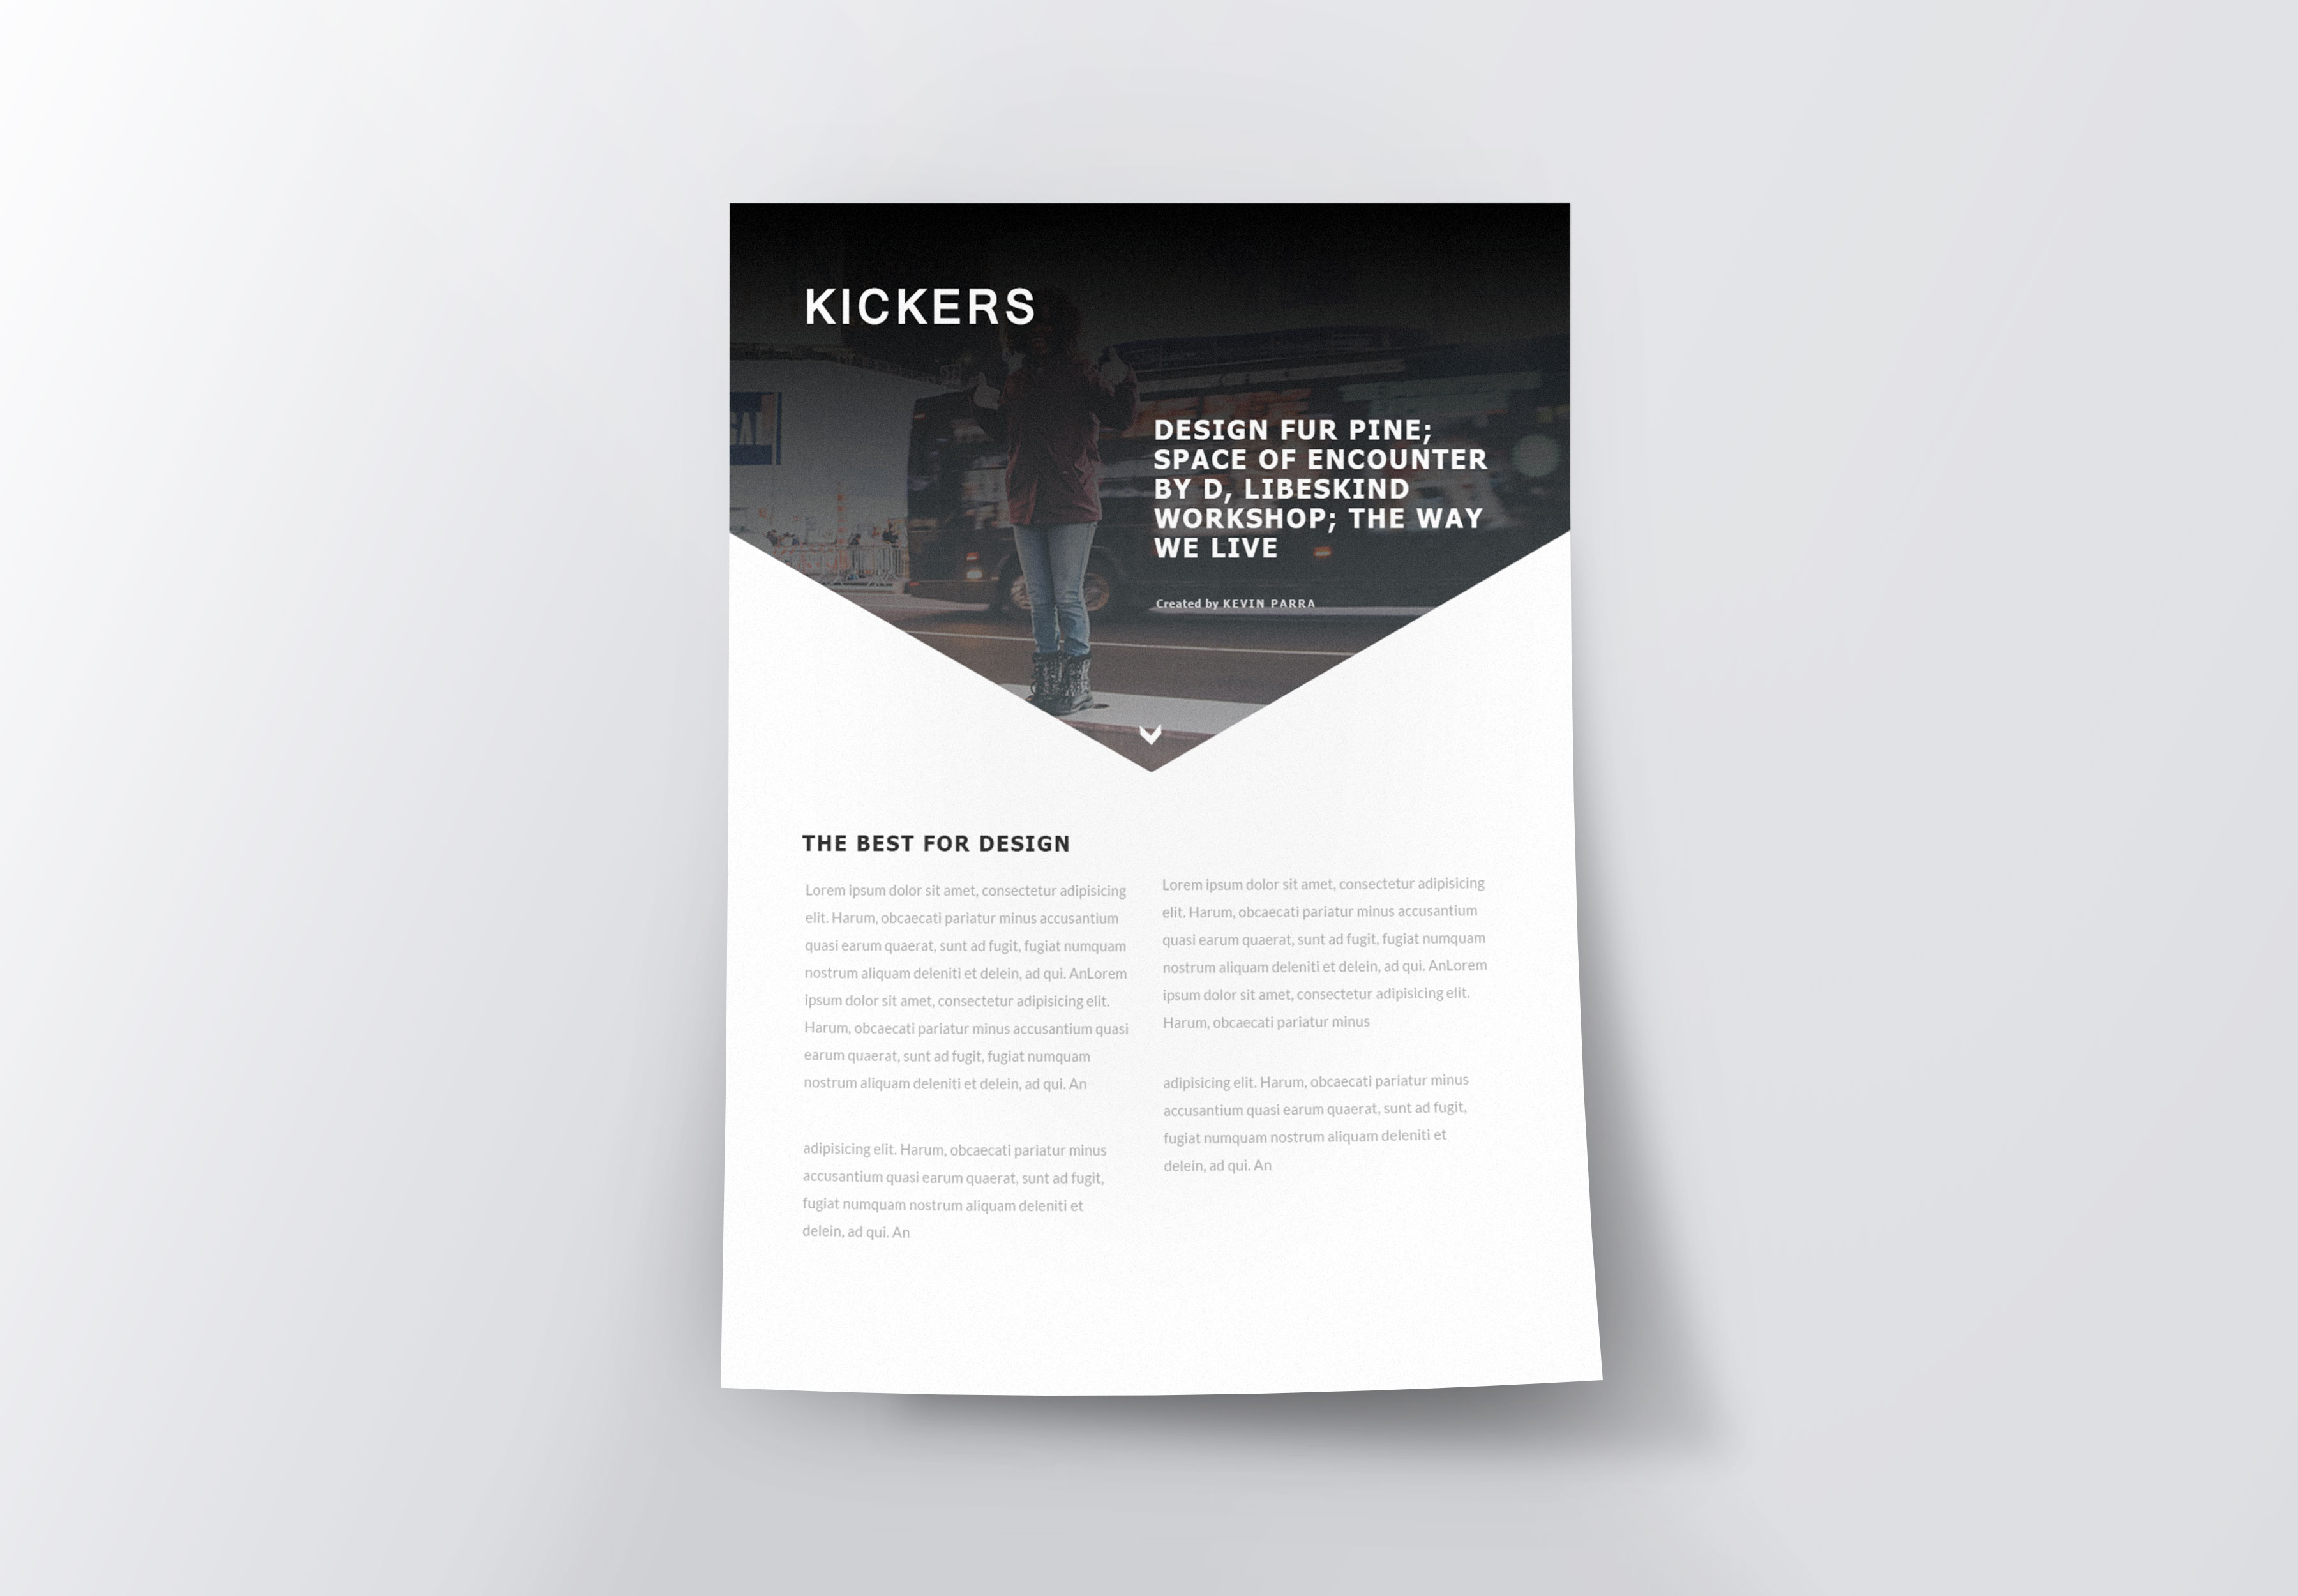 KICKERS
DESIGN FUR PINE;
SPACE OF ENCOUNTER
BY D, LIBESKIND
WORKSHOP; THE WAY
WE LIVE
Created by KEVIN PARRA
THE BEST FOR DESIGN
Lorem ipsum dolor sit amet, consectetur adipisicing
elit. Harum, obcaecati pariatur minus accusantium
quasi earum quaerat, sunt ad fugit, fugiat numquam
nostrum aliquam deleniti et delein, ad qui. AnLorem
ipsum dolor sit amet, consectetur adipisicing elit.
Harum, obcaecati pariatur minus accusantium quasi
earum quaerat, sunt ad fugit, fugiat numquam
nostrum aliquam deleniti et delein, ad qui. An
adipisicing elit. Harum, obcaecati pariatur minus
accusantium quasi earum quaerat, sunt ad fugit,
fugiat numquam nostrum aliquam deleniti et
delein, ad qui. An
Lorem ipsum dolor sit amet, consectetur adipisicing
elit. Harum, obcaecati pariatur minus accusantium
quasi earum quaerat, sunt ad fugit, fugiat numquam
nostrum aliquam deleniti et delein, ad qui. AnLorem
ipsum dolor sit amet, consectetur adipisicing elit.
Harum, obcaecati pariatur minus
adipisicing elit. Harum, obcaecati pariatur minus
accusantium quasi earum quaerat, sunt ad fugit,
fugiat numquam nostrum aliquam deleniti et
delein, ad qui. An